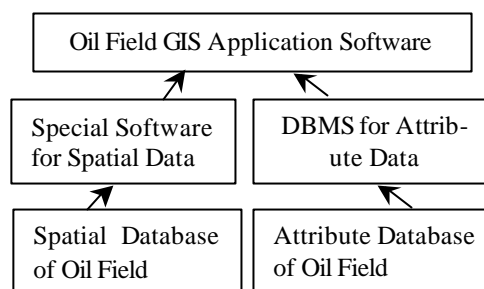 Oil Field GIS Application Software
Special Software
for Spatial Data
DBMS for Attrib-
ute Data
Spatial Database
of Oil Field
Attribute Database
of Oil Field